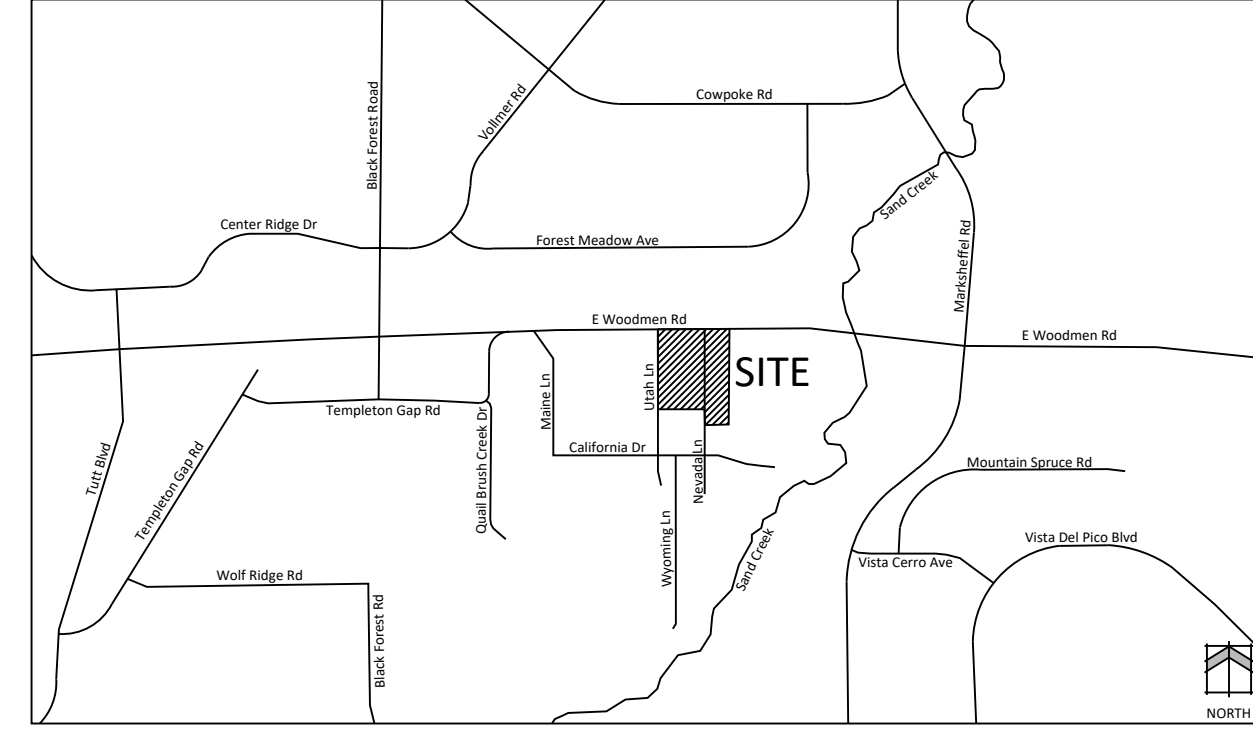 Cowpoke Rd
Black Forest Road
Vollmer Rd
Sand Creek
Center Ridge Dr
Forest Meadow Ave
Marksheffel Rd
E Woodmen Rd
E Woodmen Rd
SITE
Utah Ln
Maine Ln
Templeton Gap Rd
California Dr
Nevada Ln
Quail Brush Creek Dr
Tutt Blvd
Templeton Gap Rd
Mountain Spruce Rd
Wyoming Ln
Sand Creek
Vista Del Pico Blvd
Vista Cerro Ave
Wolf Ridge Rd
Black Forest Rd
NORTH